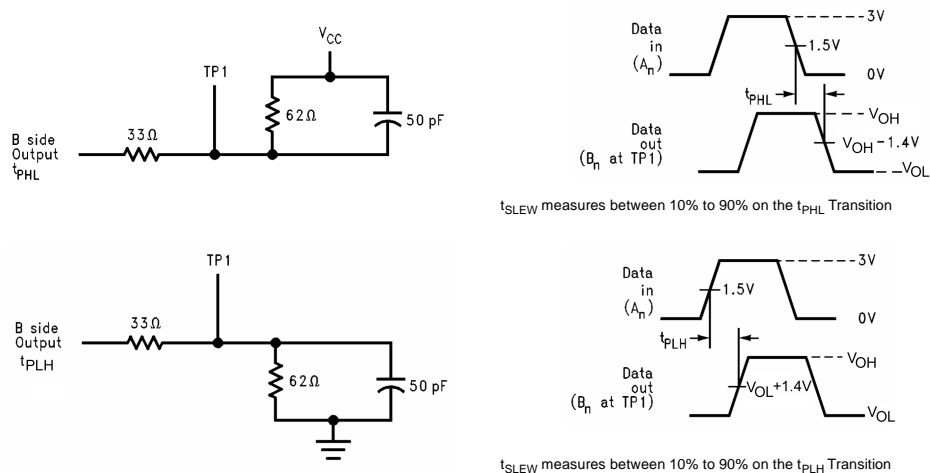 V_CC
TP1
62Ω
50 pF
33Ω
B side
Output
t_PHL
Data
in
(A_n)
3V
1.5V
0V
t_PHL
Data
out
(B_n at TP1)
V_OH
V_OH - 1.4V
V_OL
t_SLEW measures between 10% to 90% on the t_PHL Transition
TP1
33Ω
B side
Output
t_PLH
62Ω
50 pF
Data
in
(A_n)
3V
1.5V
0V
t_PLH
Data
out
(B_n at TP1)
V_OH
V_OL+1.4V
V_OL
t_SLEW measures between 10% to 90% on the t_PLH Transition